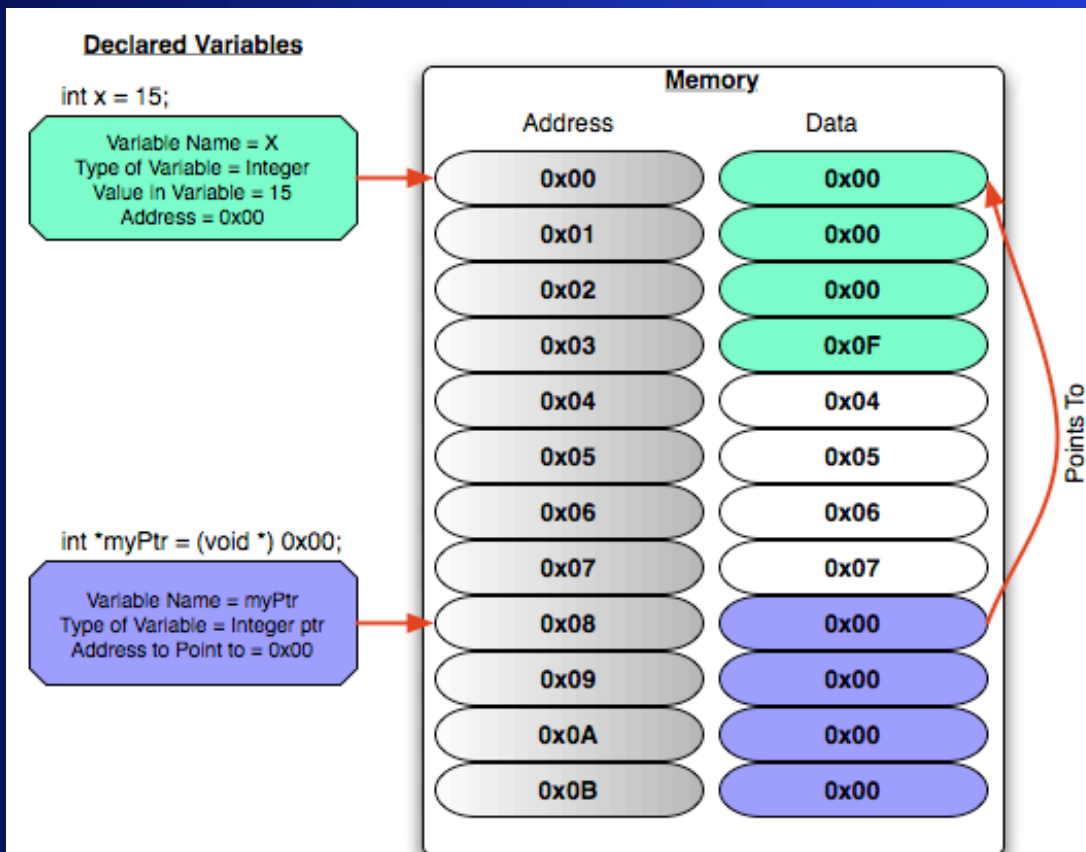 Declared Variables
int x = 15;
Variable Name = X
Type of Variable = Integer
Value in Variable = 15
Address = 0x00
int *myPtr = (void *) 0x00;
Variable Name = myPtr
Type of Variable = Integer ptr
Address to Point to = 0x00
Memory
Address Data
0x00 0x00
0x01 0x00
0x02 0x00
0x03 0x0F
0x04 0x04
0x05 0x05
0x06 0x06
0x07 0x07
0x08 0x00
0x09 0x00
0x0A 0x00
0x0B 0x00
Points To